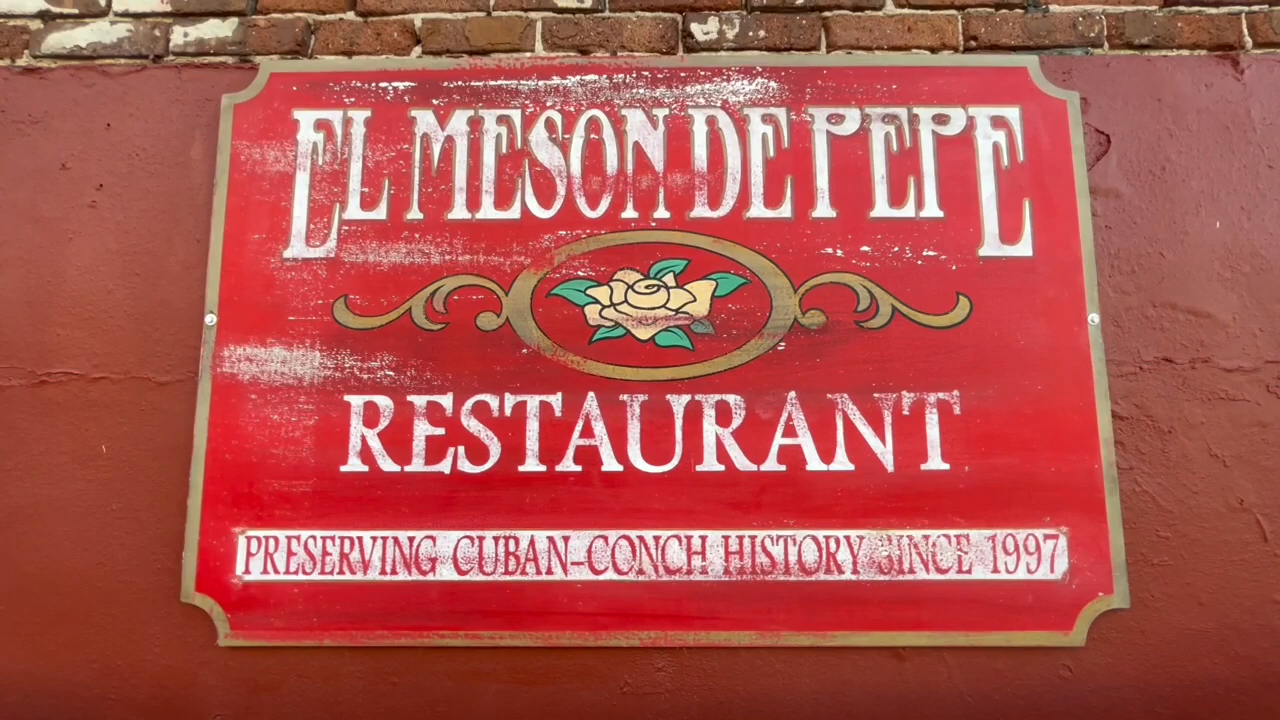 EL MESON DE PEPE
RESTAURANT
PRESERVING CUBAN-CONCH HISTORY SINCE 1997